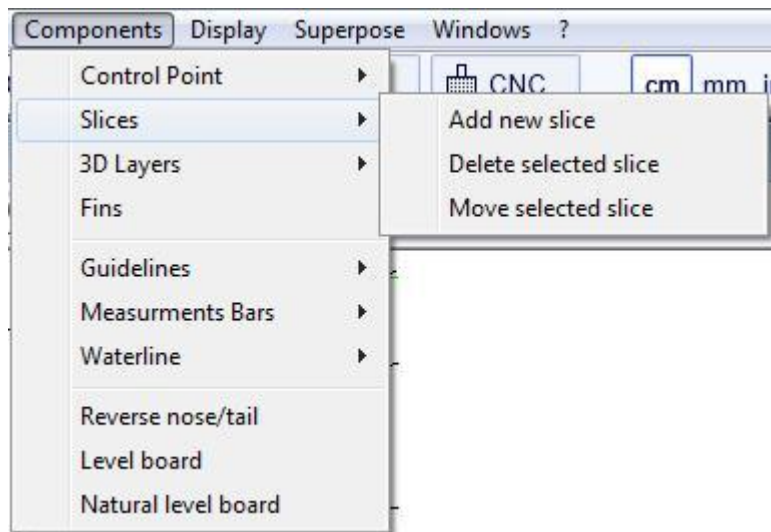 Components Display Superpose Windows ?
Control Point
CNC
cm mm
Slices
Add new slice
3D Layers
Delete selected slice
Fins
Move selected slice
Guidelines
Measurments Bars
Waterline
Reverse nose/tail
Level board
Natural level board